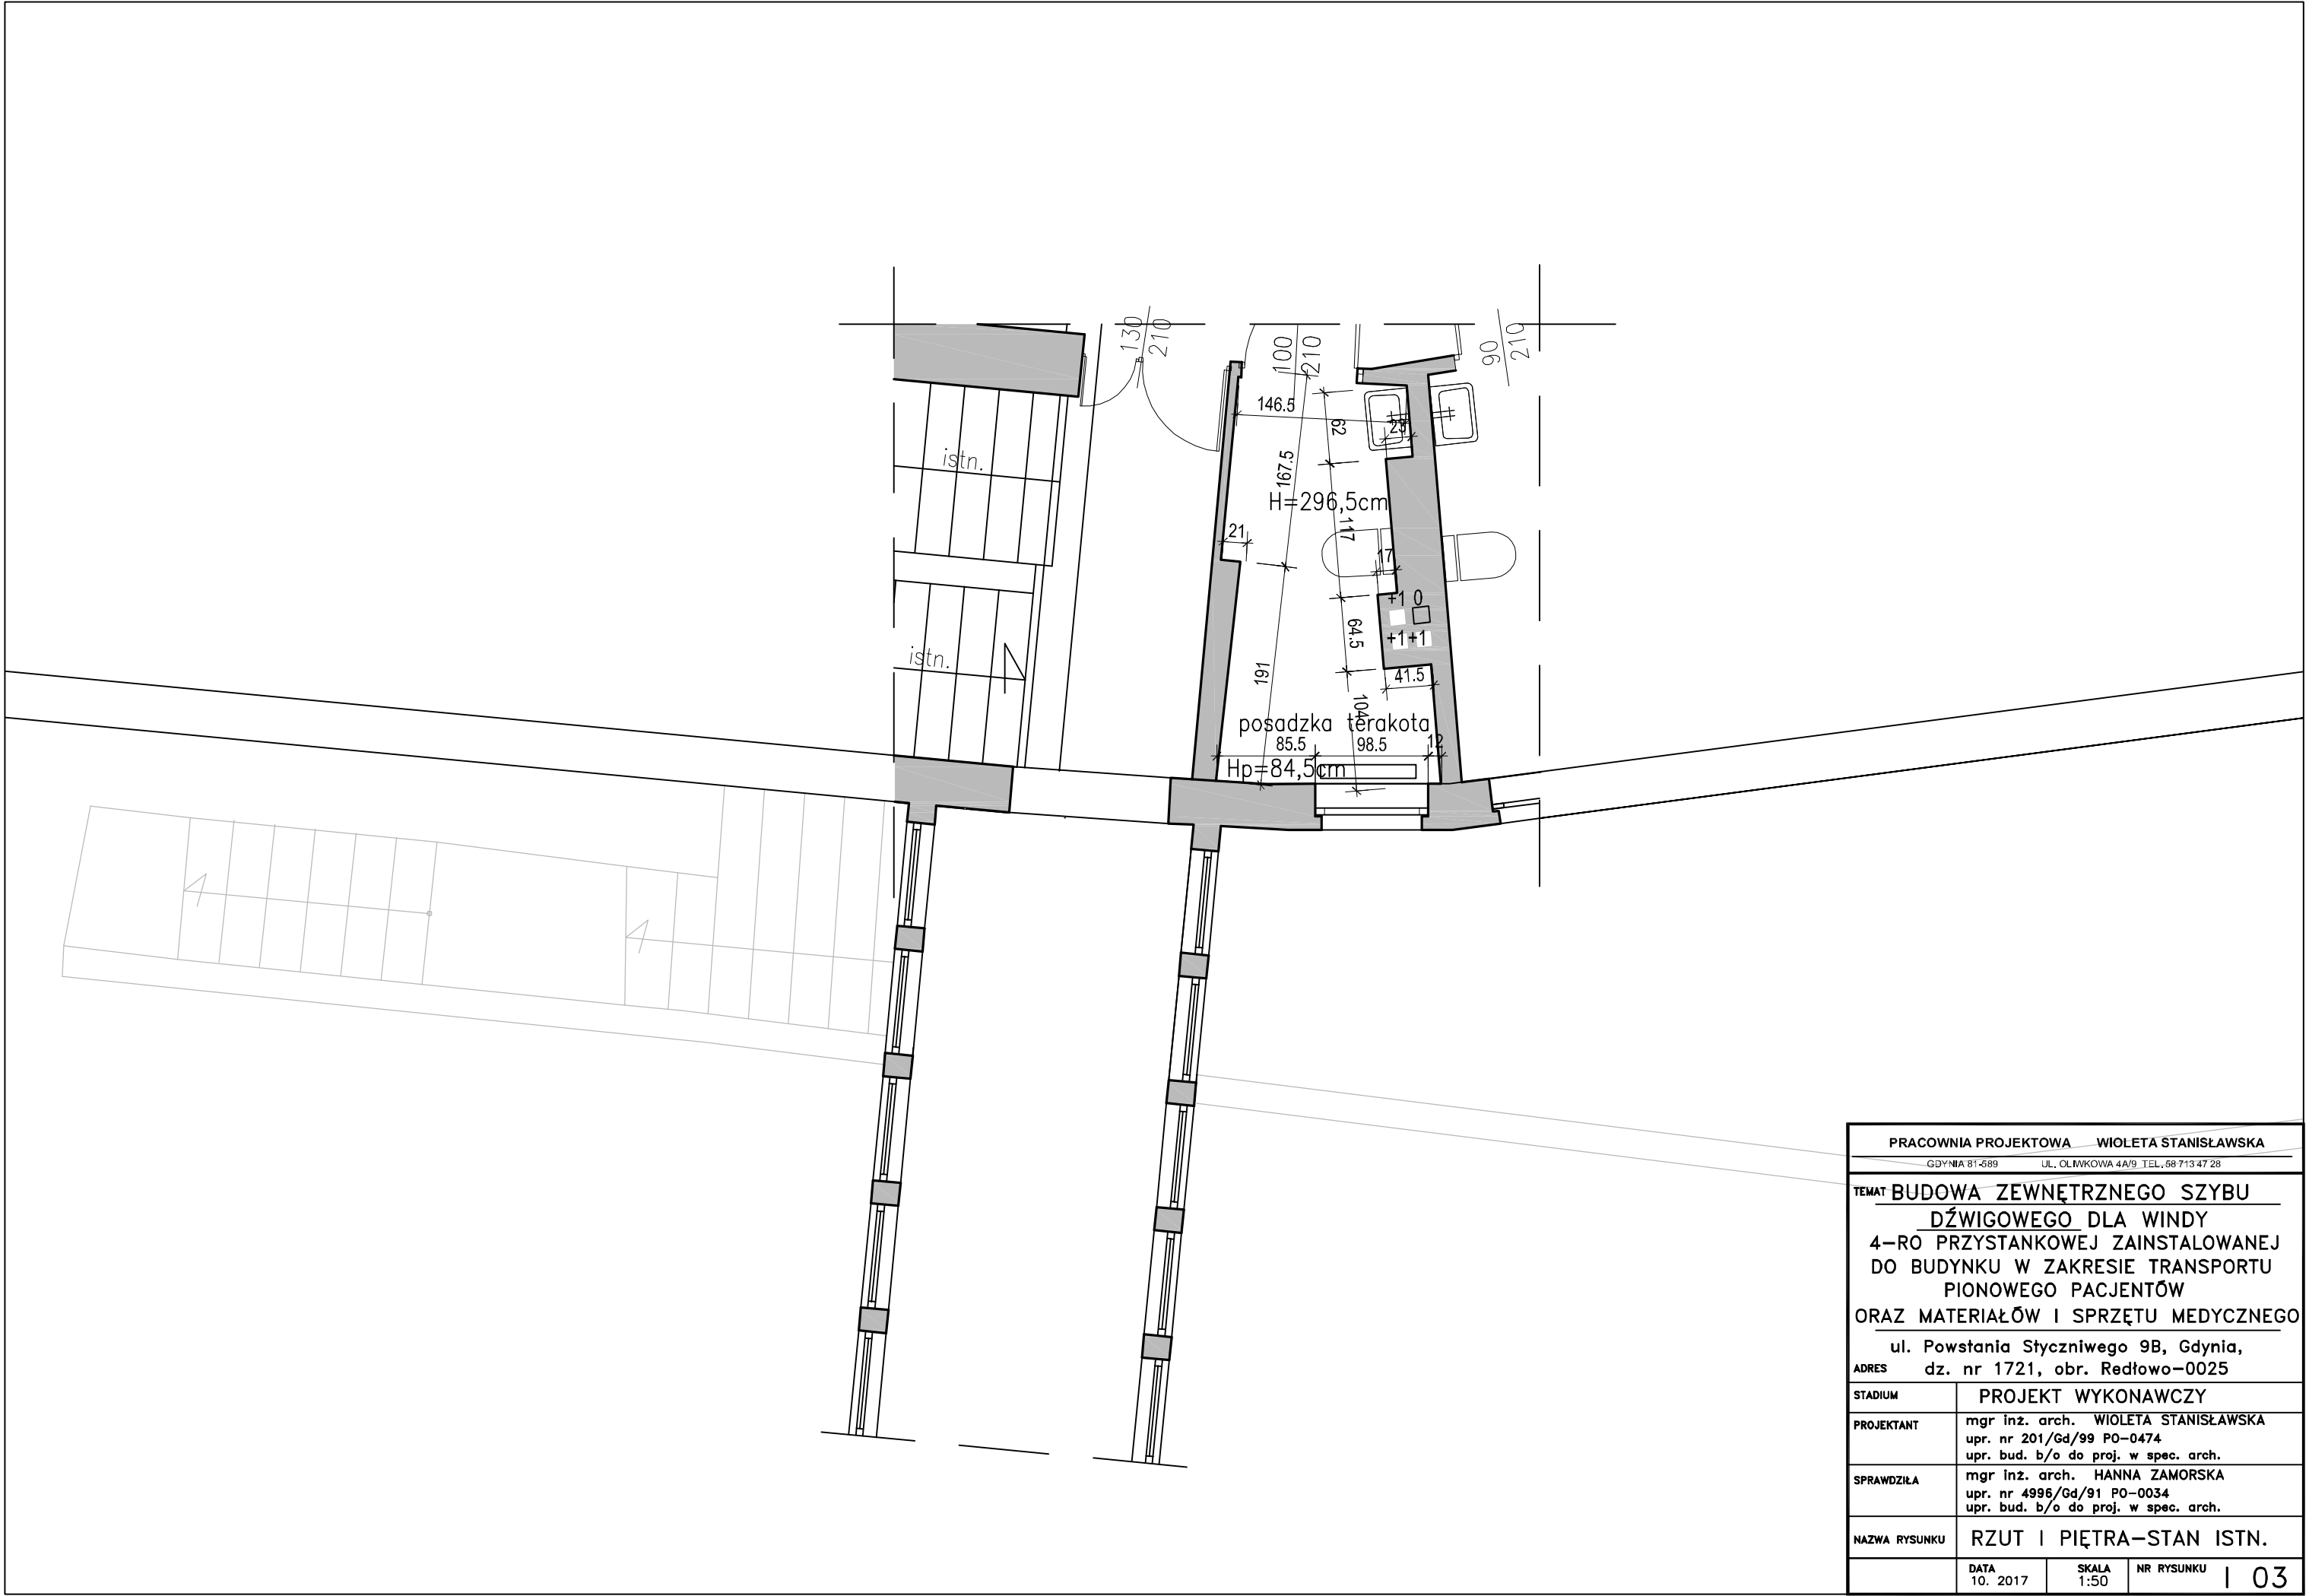 130
210
100
210
90
210
146.5
62
23
istn.
167.5
H=296,5cm
117
21
17
+1 0
+1+1
64.5
istn.
191
41.5
104
posadzka terakota
85.5
98.5
12
Hp=84,5cm
PRACOWNIA PROJEKTOWA WIOLETA STANISŁAWSKA
GDYNIA 81-589 UL. OLIWKOWA 4A/9 TEL. 58 713 47 28
TEMAT BUDOWA ZEWNĘTRZNEGO SZYBU
DŹWIGOWEGO DLA WINDY
4-RO PRZYSTANKOWEJ ZAINSTALOWANEJ
DO BUDYNKU W ZAKRESIE TRANSPORTU
PIONOWEGO PACJENTÓW
ORAZ MATERIAŁÓW I SPRZĘTU MEDYCZNEGO
ul. Powstania Styczniwego 9B, Gdynia,
ADRES dz. nr 1721, obr. Redłowo-0025
STADIUM PROJEKT WYKONAWCZY
PROJEKTANT mgr inż. arch. WIOLETA STANISŁAWSKA
upr. nr 201/Gd/99 PO-0474
upr. bud. b/o do proj. w spec. arch.
SPRAWDZIŁA mgr inż. arch. HANNA ZAMORSKA
upr. nr 4996/Gd/91 PO-0034
upr. bud. b/o do proj. w spec. arch.
NAZWA RYSUNKU RZUT I PIĘTRA-STAN ISTN.
DATA SKALA NR RYSUNKU I 03
10. 2017 1:50